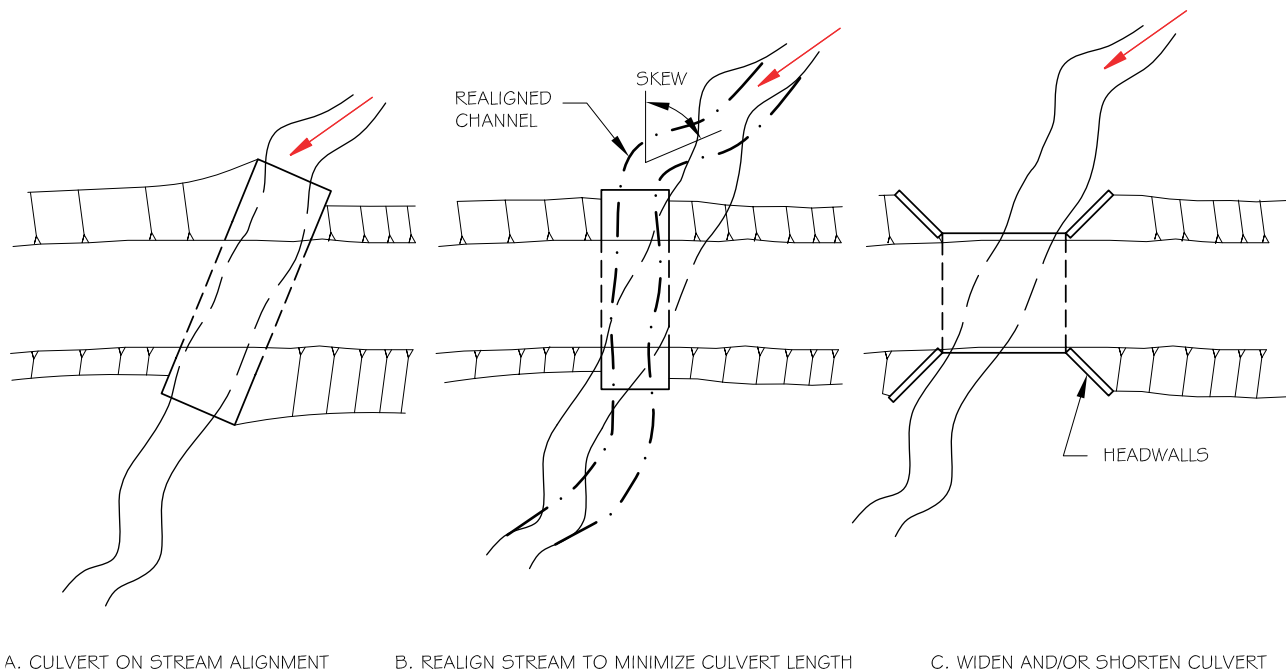 SKEW
REALIGNED
CHANNEL
HEADWALLS
A. CULVERT ON STREAM ALIGNMENT
B. REALIGN STREAM TO MINIMIZE CULVERT LENGTH
C. WIDEN AND/OR SHORTEN CULVERT